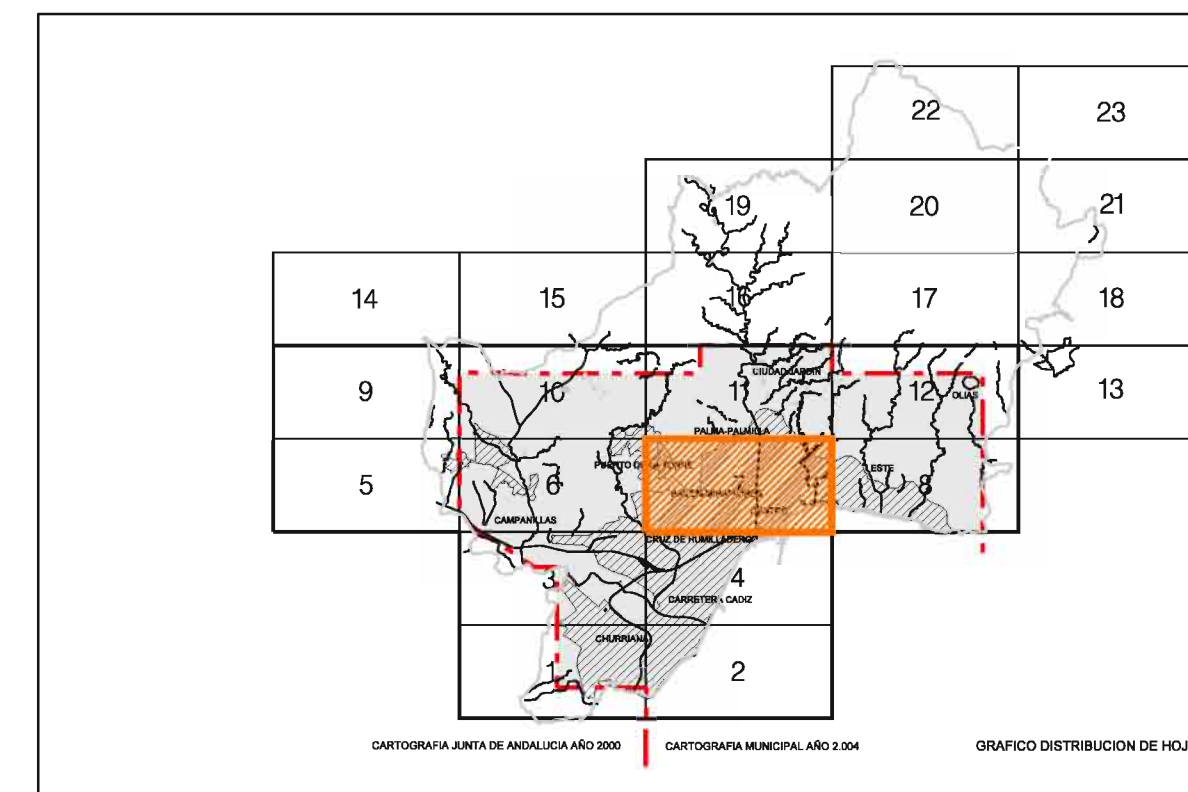 22 23
19 20 21
14 15 16 17 18
CIUDAD JARDIN
9 10 11 12 13
OLIAS
PALMA-PALMILLA
LESTE
5 6 7 8
CAMPANILLAS
CRUZ DE HUMILLADERO
3 4
CARRETER CADIZ
CHURRIANA
1 2
CARTOGRAFIA JUNTA DE ANDALUCIA AÑO 2000 CARTOGRAFIA MUNICIPAL AÑO 2.004 GRAFICO DISTRIBUCION DE HOJ